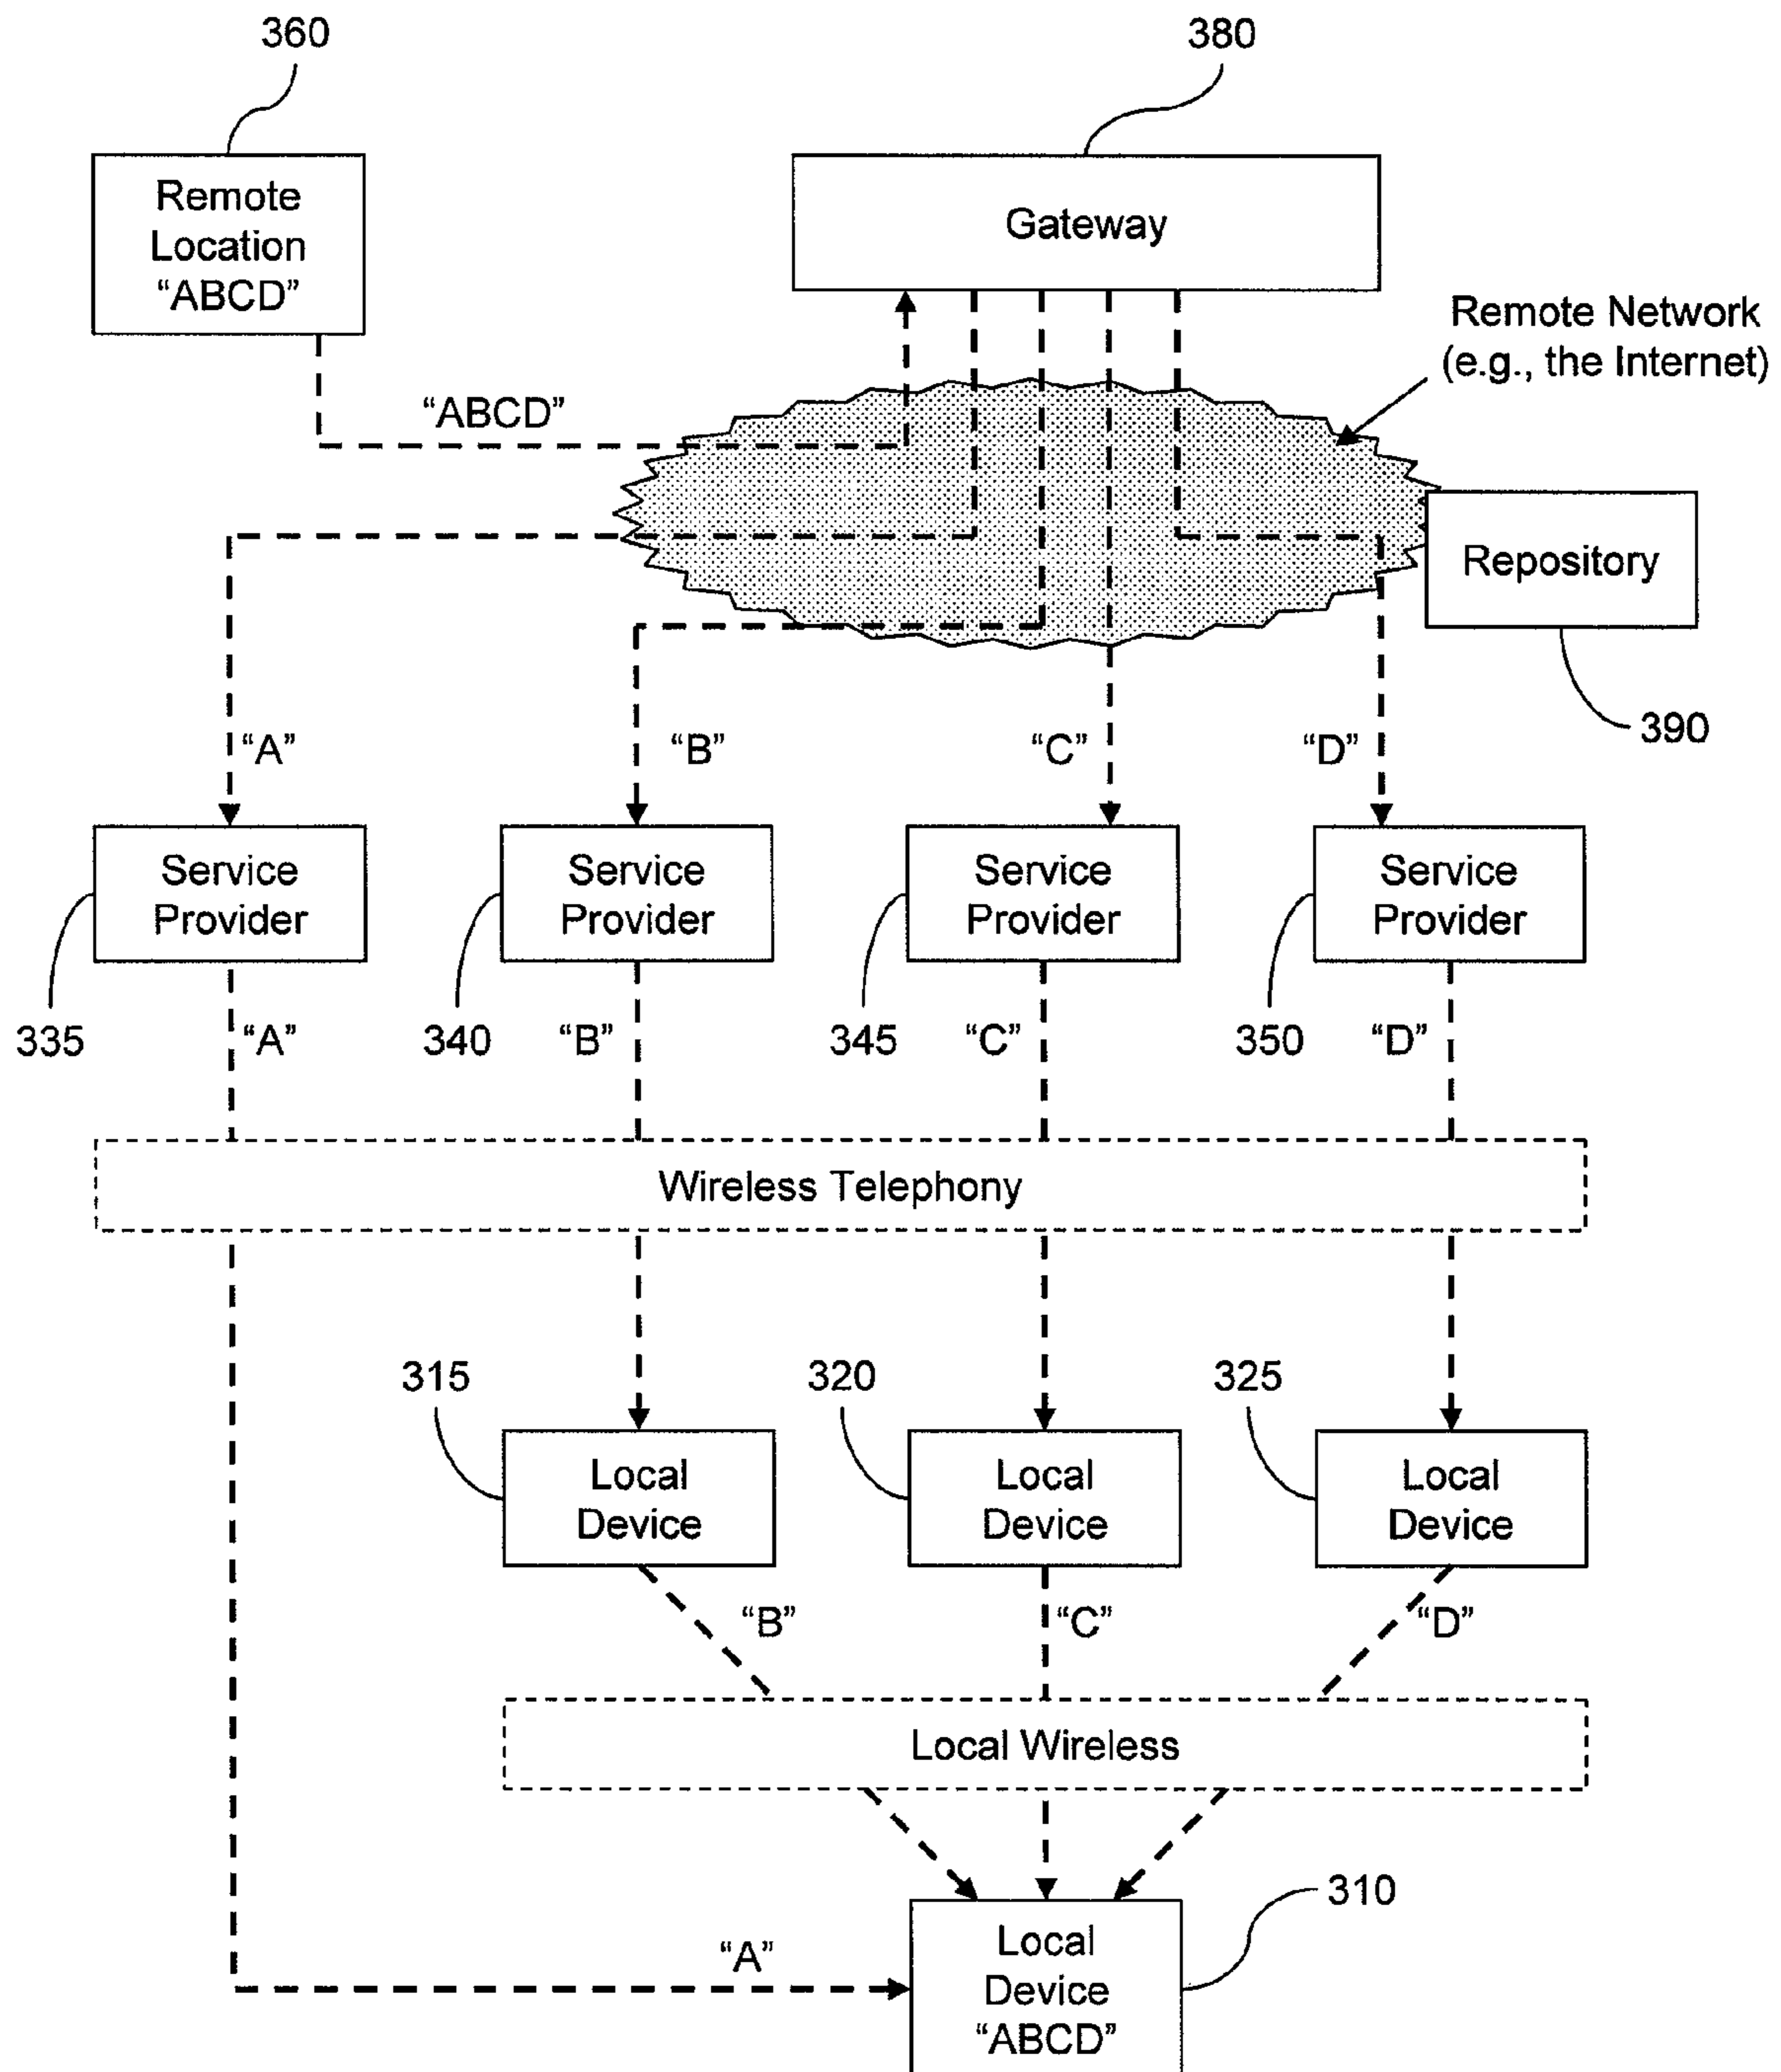 360
380
Remote
Location
“ABCD”
Gateway
Remote Network
(e.g., the Internet)
“ABCD”
Repository
390
“A”
“B”
“C”
“D”
Service
Provider
Service
Provider
Service
Provider
Service
Provider
335
“A”
340
“B”
345
“C”
350
“D”
Wireless Telephony
315
320
325
Local
Device
Local
Device
Local
Device
“B”
“C”
“D”
Local Wireless
310
“A”
Local
Device
“ABCD”